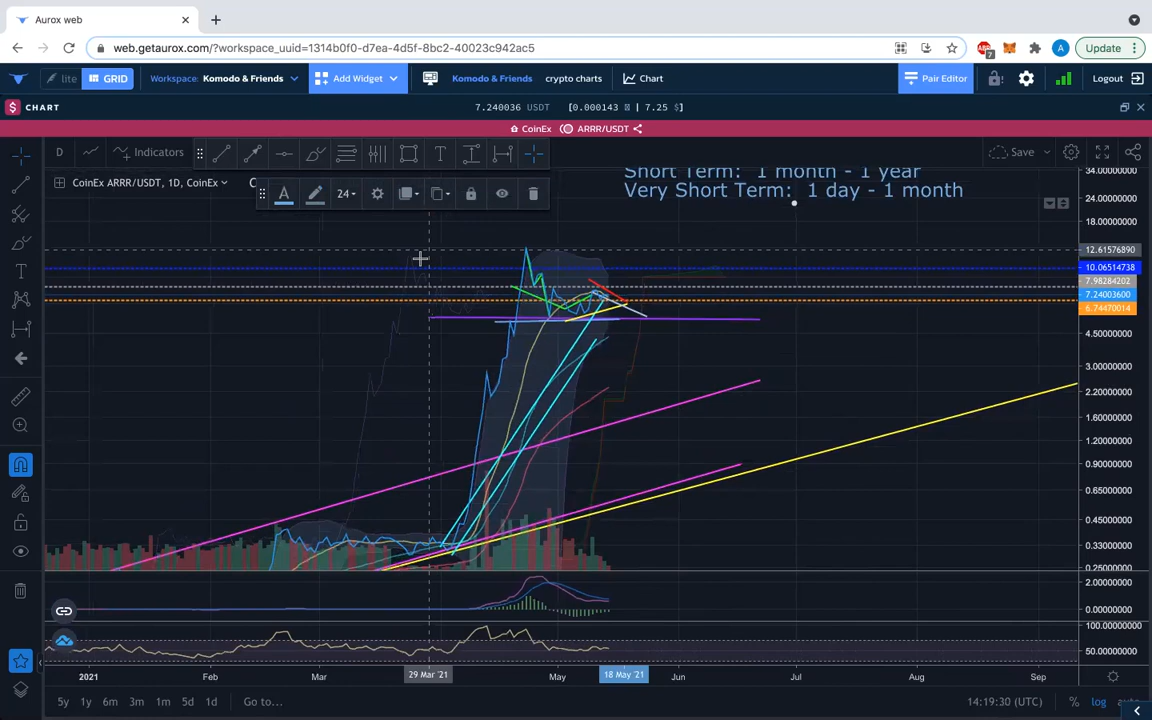 Aurox web
web.getaurox.com/?workspace_uuid=1314b0f0-d7ea-4d5f-8bc2-40023c942ac5
ABP
7
A
Update
lite
GRID
Workspace: Komodo & Friends
Add Widget
Komodo & Friends
crypto charts
Chart
Pair Editor
Logout
$ CHART
7.240036 USDT
[0.000143 ฿ | 7.25 $]
CoinEx
ARRR/USDT
D
Indicators
T
Save
CoinEx ARRR/USDT, 1D, CoinEx
C
A
24
Short Term: 1 month - 1 year
Very Short Term: 1 day - 1 month
34.00000000
24.00000000
18.00000000
12.61576890
10.06514738
7.98284202
7.24003600
6.74470014
4.50000000
3.00000000
2.20000000
1.60000000
1.20000000
0.90000000
0.65000000
0.45000000
0.33000000
0.25000000
2.00000000
0.00000000
100.00000000
50.00000000
2021
Feb
Mar
29 Mar '21
May
18 May '21
Jun
Jul
Aug
Sep
5y
1y
6m
3m
1m
5d
1d
Go to...
14:19:30 (UTC)
%
log
auto